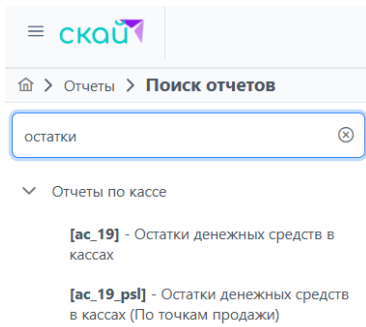 скай
Отчеты > Поиск отчетов
остатки
Отчеты по кассе
[ac_19] - Остатки денежных средств в
кассах
[ac_19_psl] - Остатки денежных средств
в кассах (По точкам продажи)